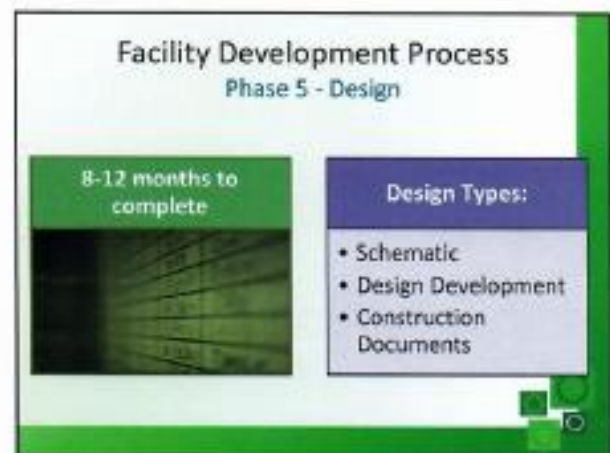 Facility Development Process
Phase 5 - Design
8-12 months to
complete
Design Types:
• Schematic
• Design Development
• Construction
Documents